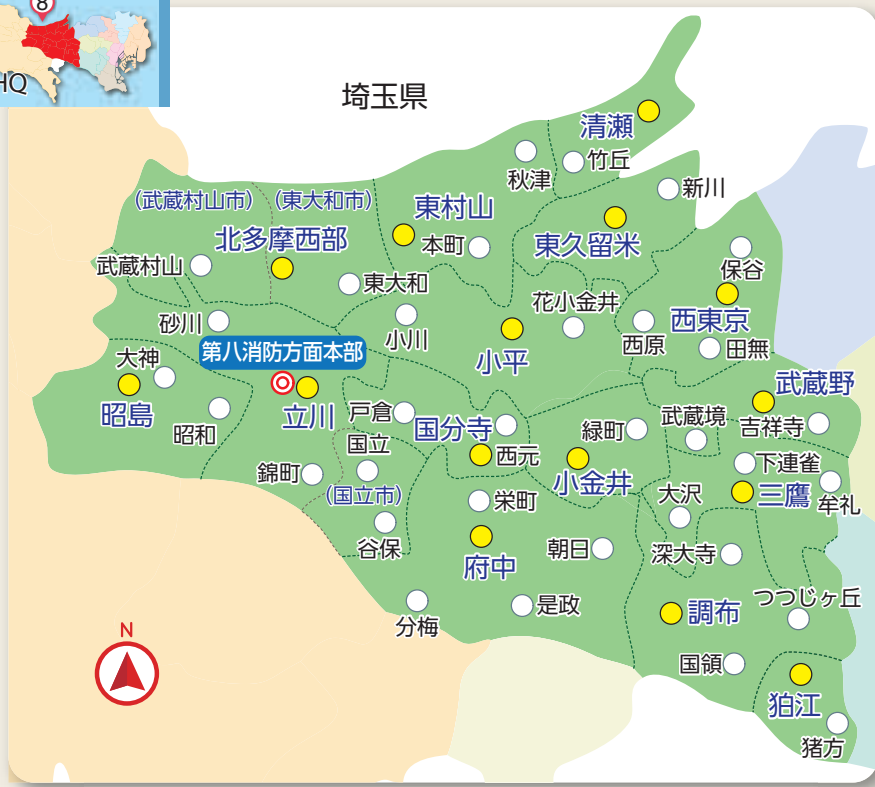 8
HQ
埼玉県
清瀬
竹丘
秋津
新川
(武蔵村山市)
(東大和市)
東村山
北多摩西部
本町
東久留米
武蔵村山
東大和
保谷
花小金井
砂川
小川
西東京
西原
田無
小平
第八消防方面本部
大神
昭島
立川
戸倉
国分寺
武蔵野
昭和
国立
西元
緑町
武蔵境
吉祥寺
錦町
(国立市)
小金井
下連雀
三鷹
牟礼
栄町
大沢
谷保
府中
朝日
深大寺
分梅
是政
調布
つつじヶ丘
国領
狛江
猪方
N